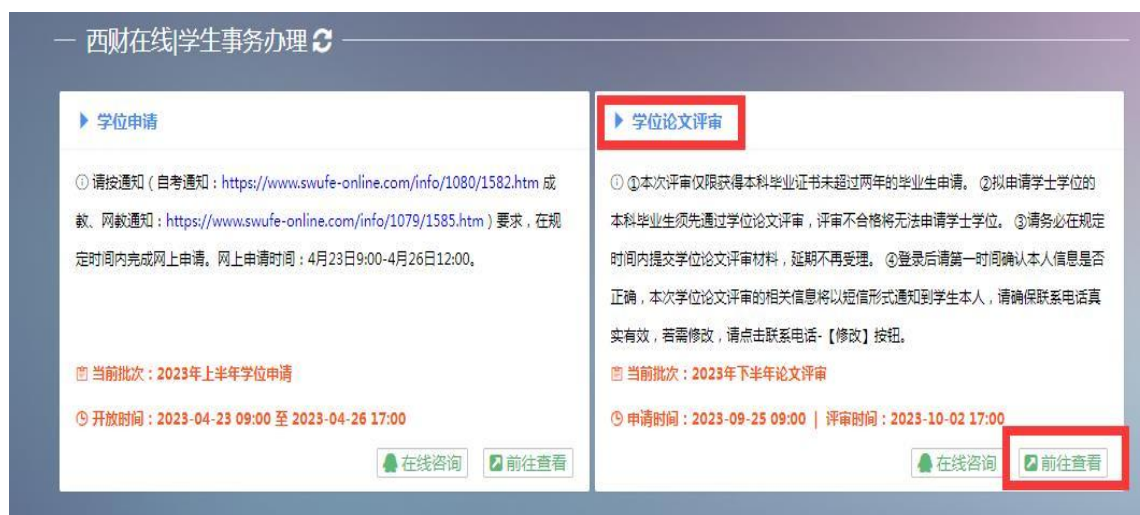 西财在线|学生事务办理
学位申请
请按通知（自考通知：https://www.swufe-online.com/info/1080/1582.htm 成
教、网教通知：https://www.swufe-online.com/info/1079/1585.htm ）要求，在规
定时间内完成网上申请。网上申请时间：4月23日9:00-4月26日12:00。
当前批次：2023年上半年学位申请
开放时间：2023-04-23 09:00 至 2023-04-26 17:00
在线咨询 前往查看
学位论文评审
①本次评审仅限获得本科毕业证书未超过两年的毕业生申请。 ②拟申请学士学位的
本科毕业生须先通过学位论文评审，评审不合格将无法申请学士学位。 ③请务必在规定
时间内提交学位论文评审材料，延期不再受理。 ④登录后请第一时间确认本人信息是否
正确，本次学位论文评审的相关信息将以短信形式通知到学生本人，请确保联系电话真
实有效，若需修改，请点击联系电话-【修改】按钮。
当前批次：2023年下半年论文评审
申请时间：2023-09-25 09:00 | 评审时间：2023-10-02 17:00
在线咨询 前往查看